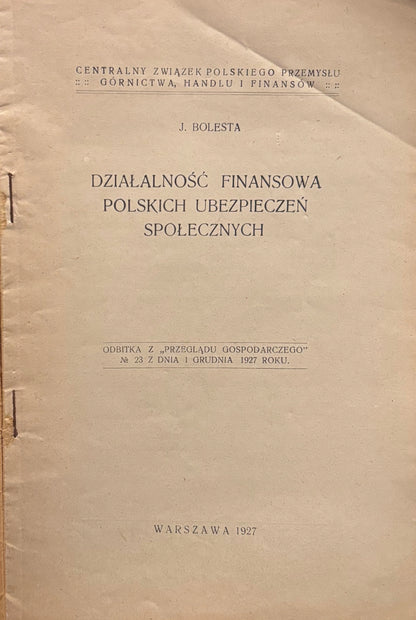 CENTRALNY ZWIĄZEK POLSKIEGO PRZEMYSŁU
:: :: GÓRNICTWA, HANDLU I FINANSÓW :: ::
J. BOLESTA
DZIAŁALNOŚĆ FINANSOWA
POLSKICH UBEZPIECZEŃ
SPOŁECZNYCH
ODBITKA Z „PRZEGLĄDU GOSPODARCZEGO"
№ 23 Z DNIA 1 GRUDNIA 1927 ROKU.
WARSZAWA 1927